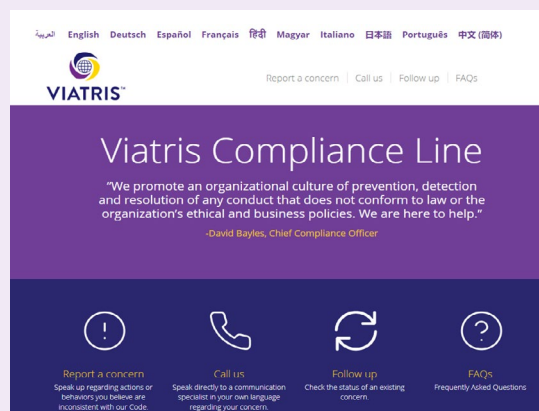 العربية English Deutsch Español Français हिंदी Magyar Italiano 日本語 Português 中文 (简体)
VIATRIS™
Report a concern | Call us | Follow up | FAQs
Viatris Compliance Line
“We promote an organizational culture of prevention, detection
and resolution of any conduct that does not conform to law or the
organization’s ethical and business policies. We are here to help.”
-David Bayles, Chief Compliance Officer
Report a concern
Speak up regarding actions or
behaviors you believe are
inconsistent with our Code.
Call us
Speak directly to a communication
specialist in your own language
regarding your concern.
Follow up
Check the status of an existing
concern.
FAQs
Frequently Asked Questions